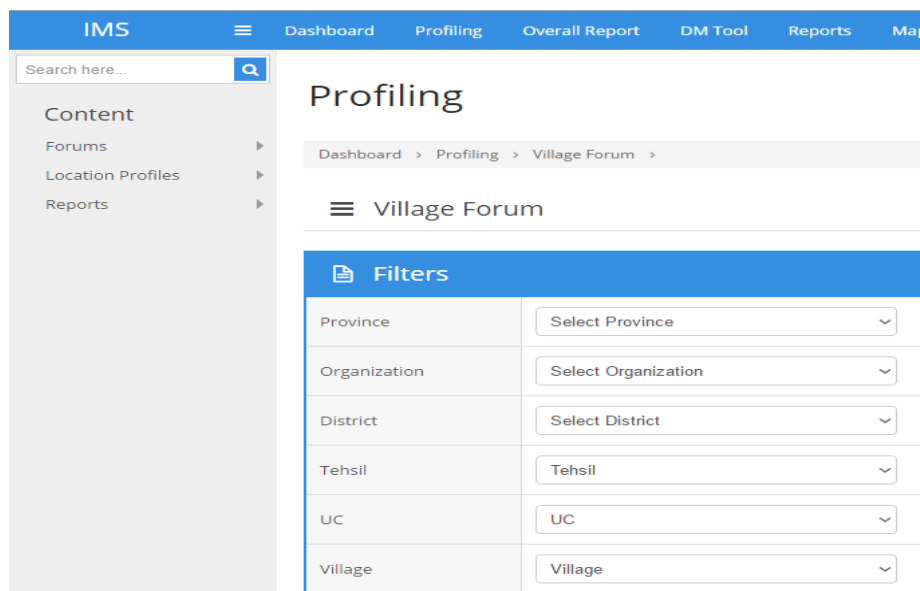 IMS Dashboard Profiling Overall Report DM Tool Reports
Search here...
Content
Forums
Location Profiles
Reports
Profiling
Dashboard > Profiling > Village Forum >
Village Forum
Filters
Province Select Province
Organization Select Organization
District Select District
Tehsil Tehsil
UC UC
Village Village